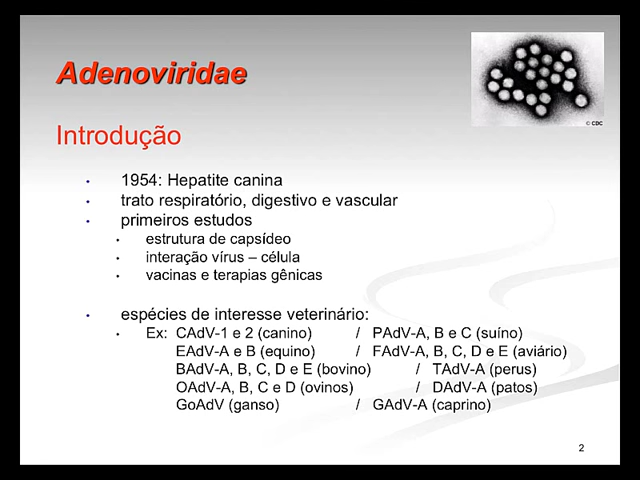 Adenoviridae
© CDC
Introdução
• 1954: Hepatite canina
• trato respiratório, digestivo e vascular
• primeiros estudos
• estrutura de capsídeo
• interação vírus – célula
• vacinas e terapias gênicas
• espécies de interesse veterinário:
• Ex: CAdV-1 e 2 (canino) / PAdV-A, B e C (suíno)
EAdV-A e B (equino) / FAdV-A, B, C, D e E (aviário)
BAdV-A, B, C, D e E (bovino) / TAdV-A (perus)
OAdV-A, B, C e D (ovinos) / DAdV-A (patos)
GoAdV (ganso) / GAdV-A (caprino)
2